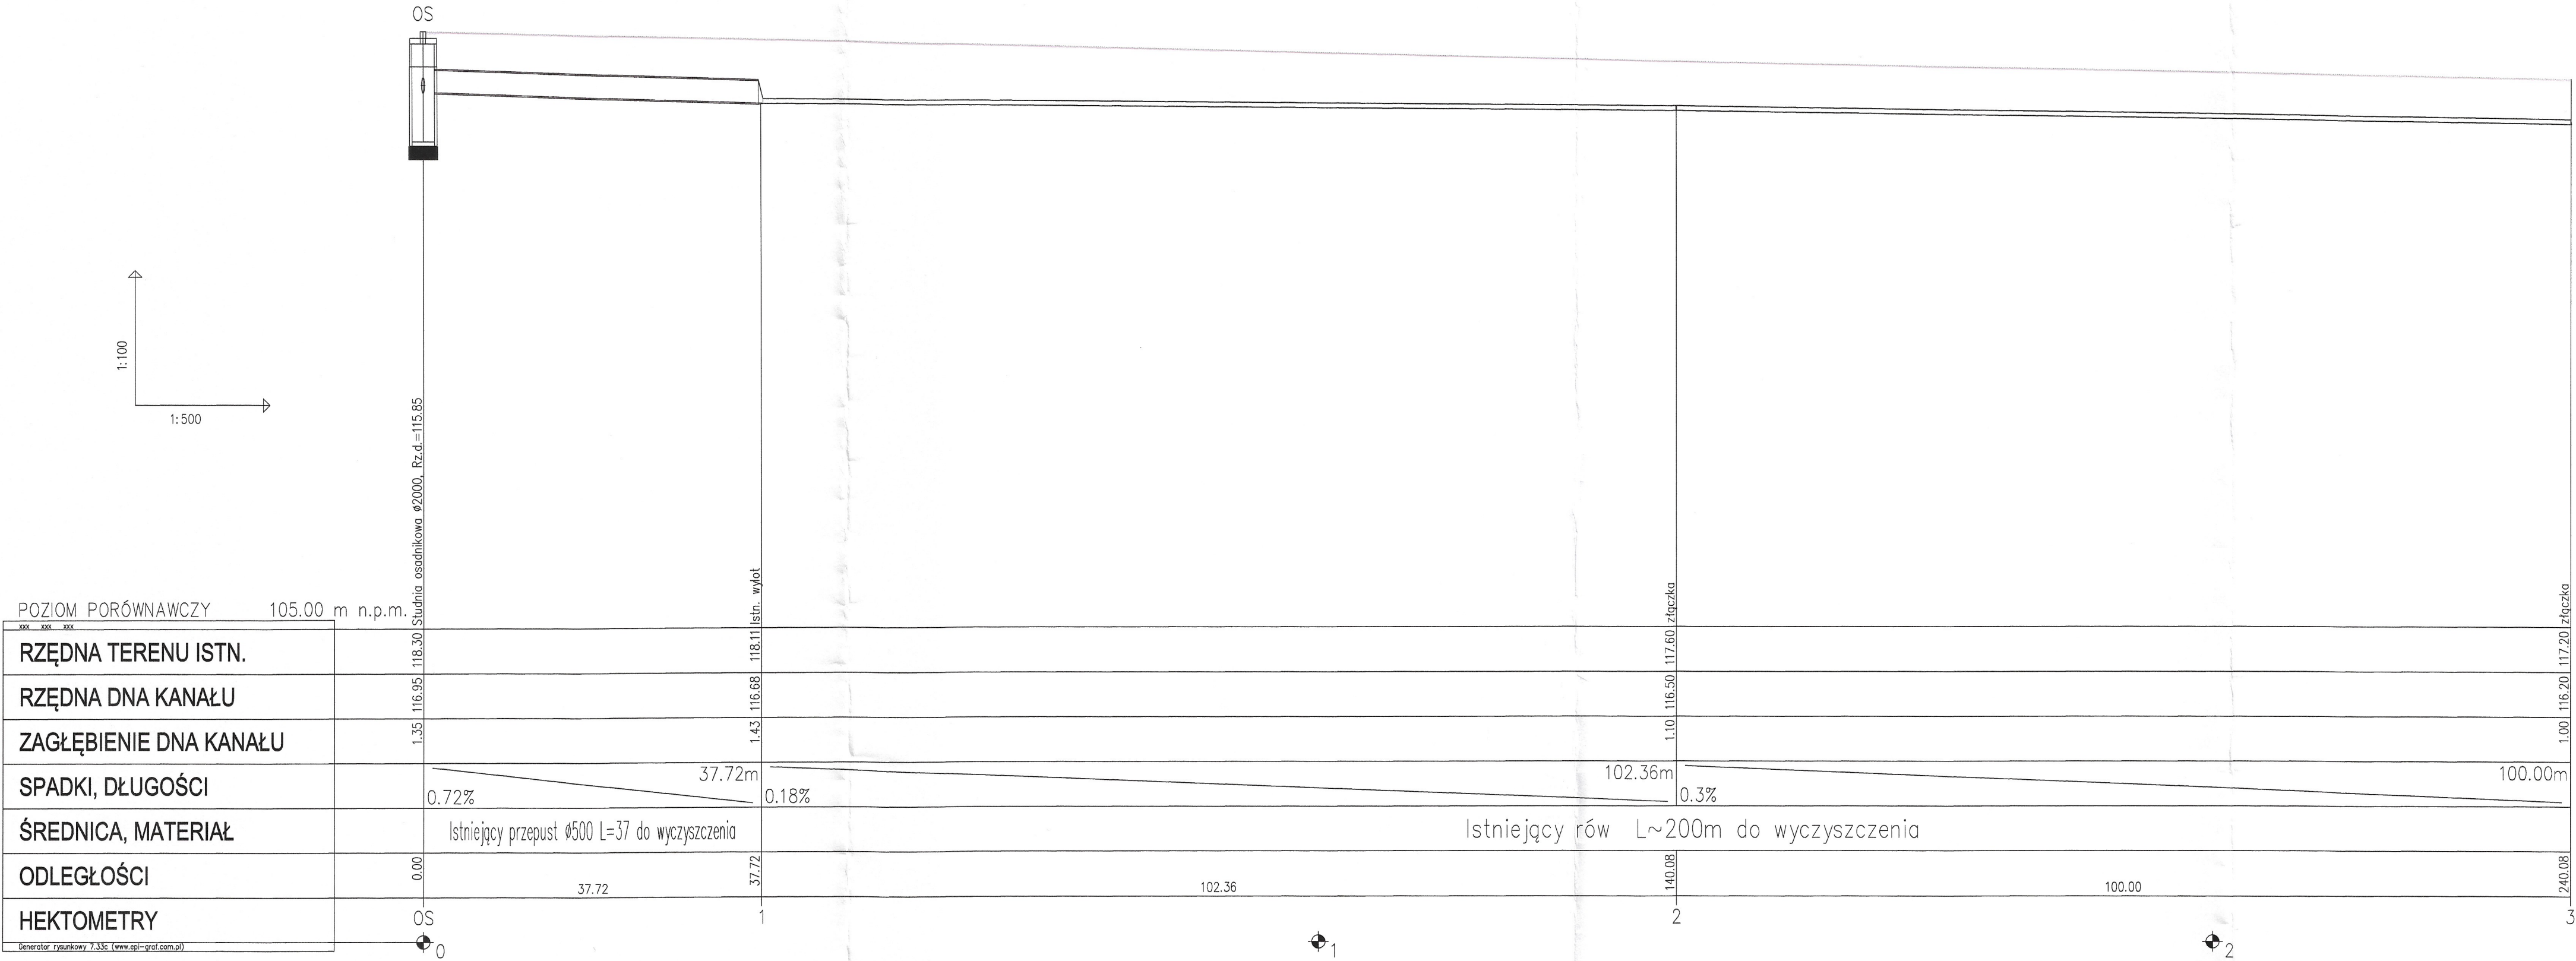 OS
1:100
1:500
118.30 Studnia osadnikowa ø2000, Rz.d.=115.85
118.11 Istn. wylot
117.60 złączka
117.20 złączka
POZIOM PORÓWNAWCZY 105.00 m n.p.m.
xxx xxx xxx
RZĘDNA TERENU ISTN.
RZĘDNA DNA KANAŁU
116.95 116.68 116.50 116.20
ZAGŁĘBIENIE DNA KANAŁU
1.35 1.43 1.10 1.00
SPADKI, DŁUGOŚCI
37.72m 102.36m 100.00m
0.72% 0.18% 0.3%
ŚREDNICA, MATERIAŁ
Istniejący przepust ø500 L=37 do wyczyszczenia
Istniejący rów L~200m do wyczyszczenia
ODLEGŁOŚCI
0.00 37.72 140.08 240.08
37.72 102.36 100.00
HEKTOMETRY
OS 1 2 3
Generator rysunkowy 7.33c (www.epi-graf.com.pl)
0 1 2